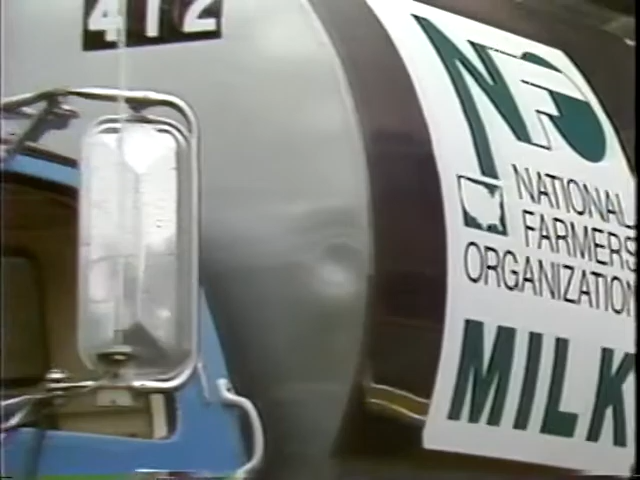 412
NFO
NATIONAL
FARMERS
ORGANIZATION
MILK